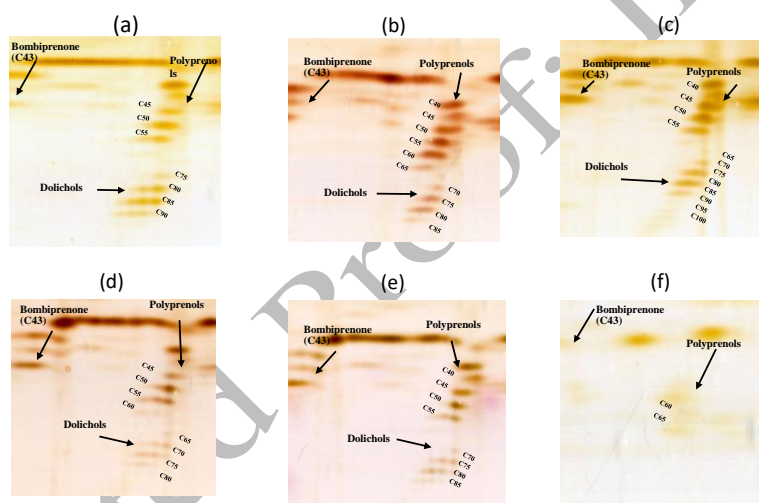 (a)
Bombiprenone
(C43)
Polypreno
ls
C45
C50
C55
C75
Dolichols
C80
C85
C90
(b)
Bombiprenone
(C43)
Polyprenols
C40
C45
C50
C55
C60
C65
Dolichols
C70
C75
C80
C85
(c)
Bombiprenone
(C43)
Polyprenols
C40
C45
C50
C55
C65
C70
C75
Dolichols
C80
C85
C90
C95
C100
(d)
Bombiprenone
(C43)
Polyprenols
C45
C50
C55
C60
Dolichols
C65
C70
C75
C80
(e)
Bombiprenone
(C43)
Polyprenols
C40
C45
C50
C55
Dolichols
C70
C75
C80
C85
(f)
Bombiprenone
(C43)
Polyprenols
C60
C65